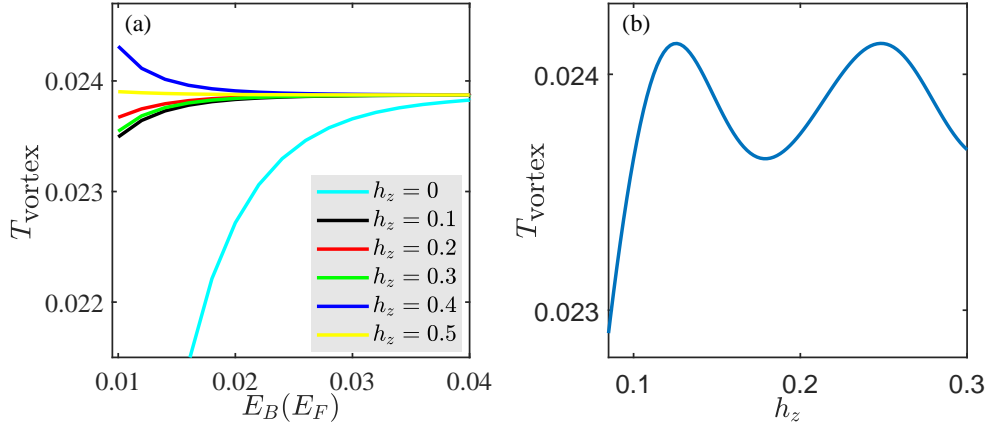 (a)
T_vortex
0.024
0.023
0.022
h_z = 0
h_z = 0.1
h_z = 0.2
h_z = 0.3
h_z = 0.4
h_z = 0.5
0.01 0.02 0.03 0.04
E_B(E_F)
(b)
T_vortex
0.024
0.023
0.1 0.2 0.3
h_z